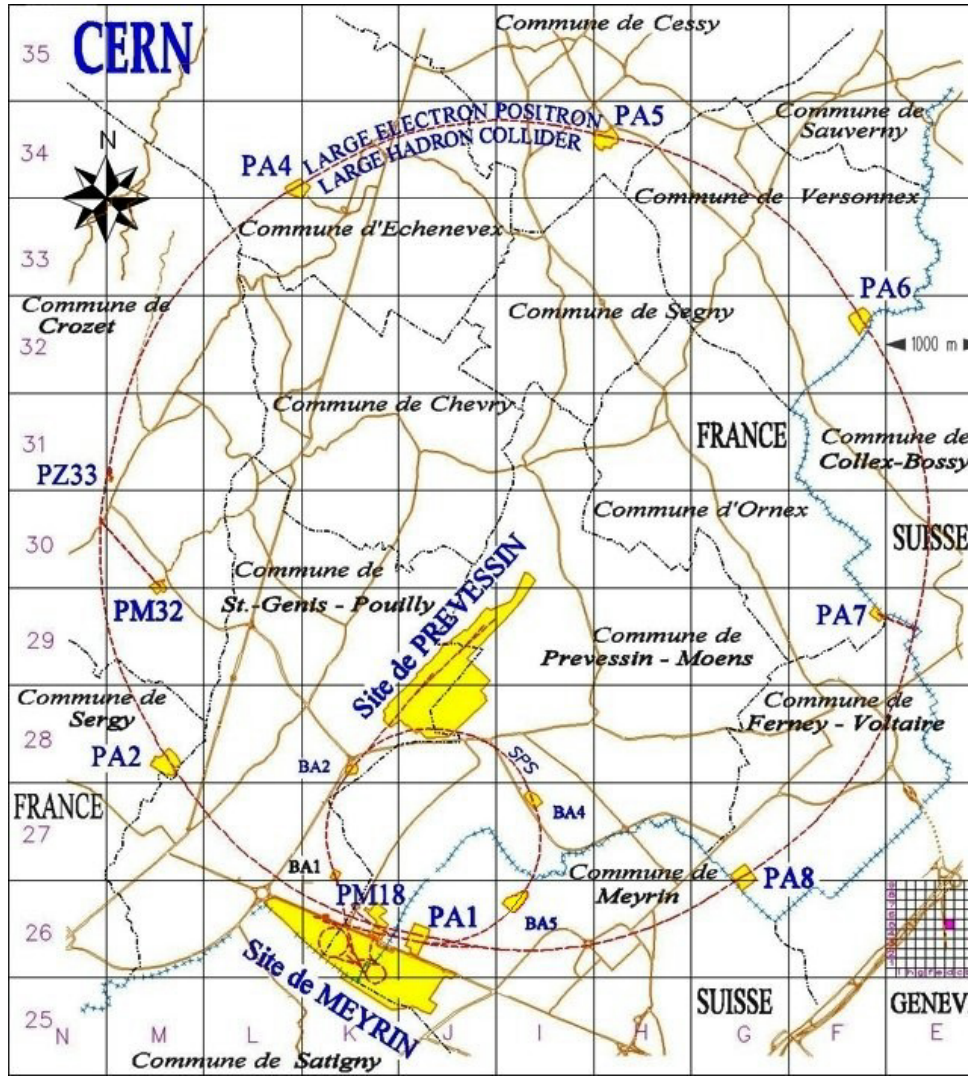 CERN
Commune de Cessy
35
LARGE ELECTRON POSITRON
LARGE HADRON COLLIDER
PA5
Commune de
Sauverny
34
PA4
N
Commune de Versonnex
Commune d'Echenevex
33
PA6
Commune de
Crozet
Commune de Segny
32
1000 m
Commune de Chevry
FRANCE
31
Commune de
Collex-Bossy
PZ33
Commune d'Ornex
30
SUISSE
Commune de
St.-Genis - Pouilly
PM32
Site de PREVESSIN
PA7
29
Commune de
Prevessin - Moens
Commune de
Sergy
Commune de
Ferney - Voltaire
28
PA2
BA2
SPS
FRANCE
BA4
27
BA1
Commune de
Meyrin
PA8
PM18
PA1
BA5
26
Site de MEYRIN
SUISSE
25
N
M
L
K
J
I
H
G
F
E
Commune de Satigny